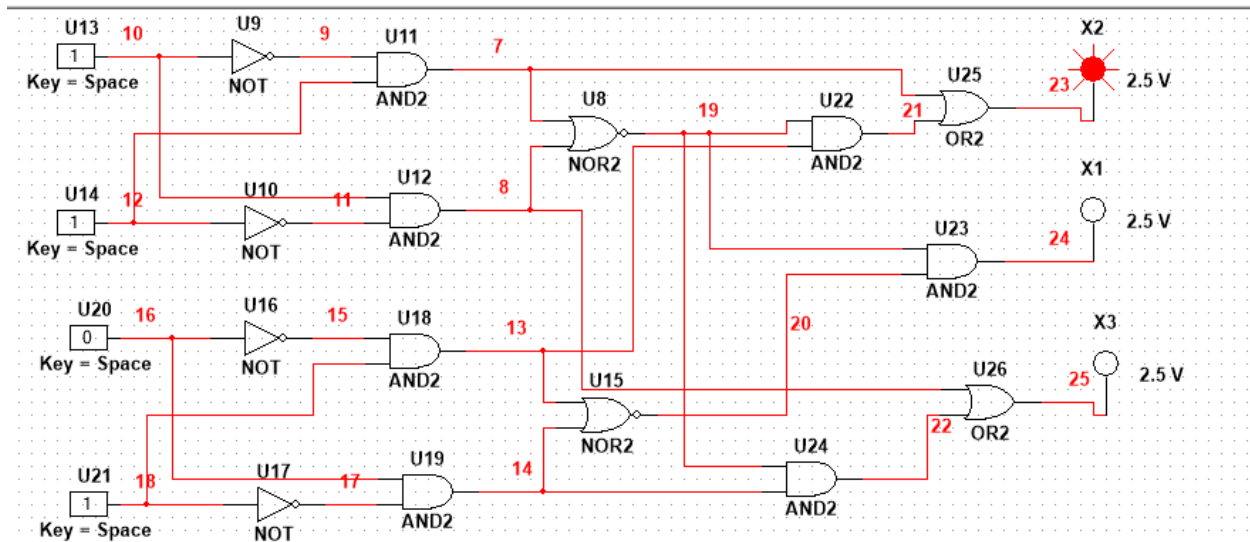 U13
10
1
Key = Space
U9
NOT
9
U11
AND2
7
X2
23
2.5 V
U25
OR2
U8
NOR2
19
U22
AND2
21
U14
12
1
Key = Space
U10
NOT
11
U12
AND2
8
X1
2.5 V
24
U23
AND2
U20
16
0
Key = Space
U16
NOT
15
U18
AND2
13
20
X3
25
2.5 V
U15
NOR2
U26
OR2
22
U21
18
1
Key = Space
U17
NOT
17
U19
AND2
14
U24
AND2